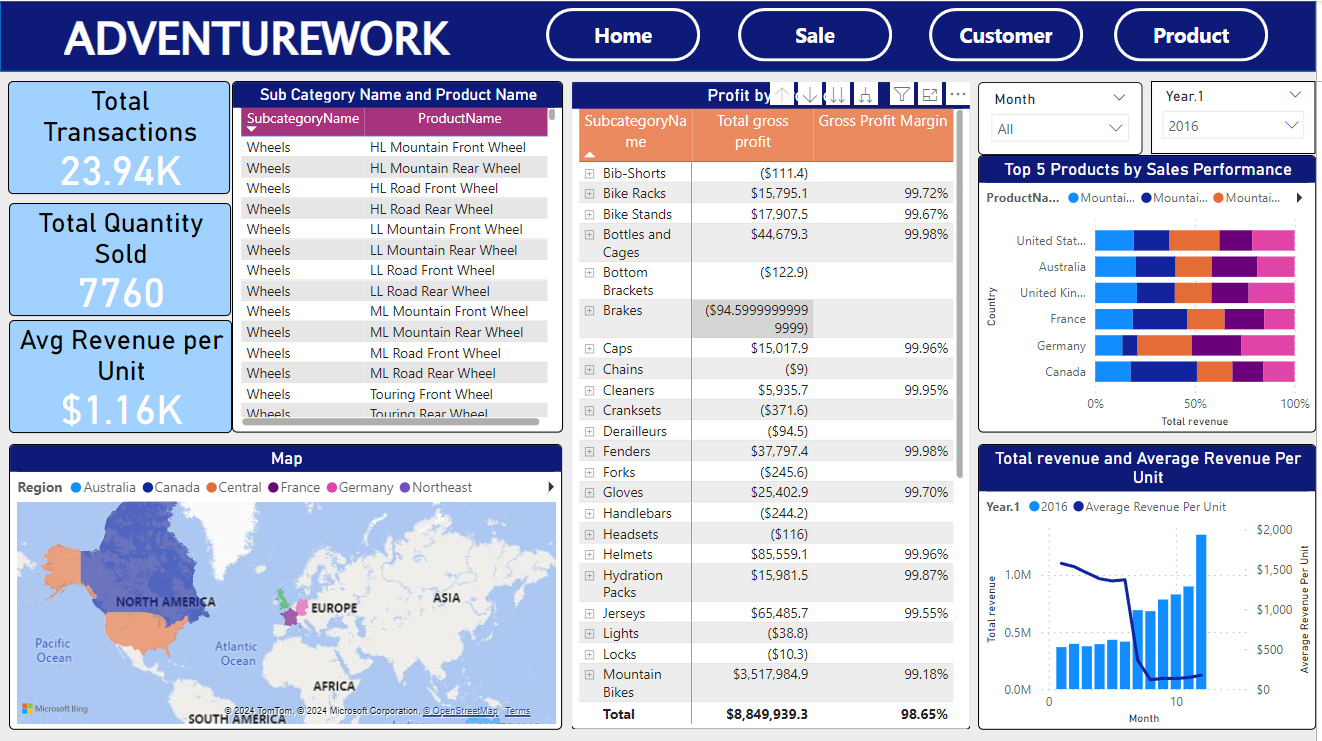 ADVENTUREWORK
Home
Sale
Customer
Product
Total
Transactions
23.94K
Total Quantity
Sold
7760
Avg Revenue per
Unit
$1.16K
Sub Category Name and Product Name
SubcategoryName ProductName
Wheels HL Mountain Front Wheel
Wheels HL Mountain Rear Wheel
Wheels HL Road Front Wheel
Wheels HL Road Rear Wheel
Wheels LL Mountain Front Wheel
Wheels LL Mountain Rear Wheel
Wheels LL Road Front Wheel
Wheels LL Road Rear Wheel
Wheels ML Mountain Front Wheel
Wheels ML Mountain Rear Wheel
Wheels ML Road Front Wheel
Wheels ML Road Rear Wheel
Wheels Touring Front Wheel
Wheels Touring Rear Wheel
Profit by
SubcategoryNa
me
Total gross
profit
Gross Profit Margin
Bib-Shorts ($111.4)
Bike Racks $15,795.1 99.72%
Bike Stands $17,907.5 99.67%
Bottles and $44,679.3 99.98%
Cages
Bottom ($122.9)
Brackets
Brakes ($94.5999999999
9999)
Caps $15,017.9 99.96%
Chains ($9)
Cleaners $5,935.7 99.95%
Cranksets ($371.6)
Derailleurs ($94.5)
Fenders $37,797.4 99.98%
Forks ($245.6)
Gloves $25,402.9 99.70%
Handlebars ($244.2)
Headsets ($116)
Helmets $85,559.1 99.96%
Hydration $15,981.5 99.87%
Packs
Jerseys $65,485.7 99.55%
Lights ($38.8)
Locks ($10.3)
Mountain $3,517,984.9 99.18%
Bikes
Total $8,849,939.3 98.65%
Month
All
Year.1
2016
Top 5 Products by Sales Performance
ProductNa... Mountai... Mountai... Mountai...
United Stat...
Australia
United Kin...
France
Germany
Canada
Country
0% 50% 100%
Total revenue
Map
Region Australia Canada Central France Germany Northeast
NORTH AMERICA
EUROPE
ASIA
Pacific
Ocean
Atlantic
Ocean
AFRICA
SOUTH AMERICA
Microsoft Bing
© 2024 TomTom, © 2024 Microsoft Corporation, © OpenStreetMap Terms
Total revenue and Average Revenue Per
Unit
Year.1 2016 Average Revenue Per Unit
Total revenue
1.0M
0.5M
0.0M
$2,000
$1,500
$1,000
$500
$0
Average Revenue Per Unit
0 10
Month